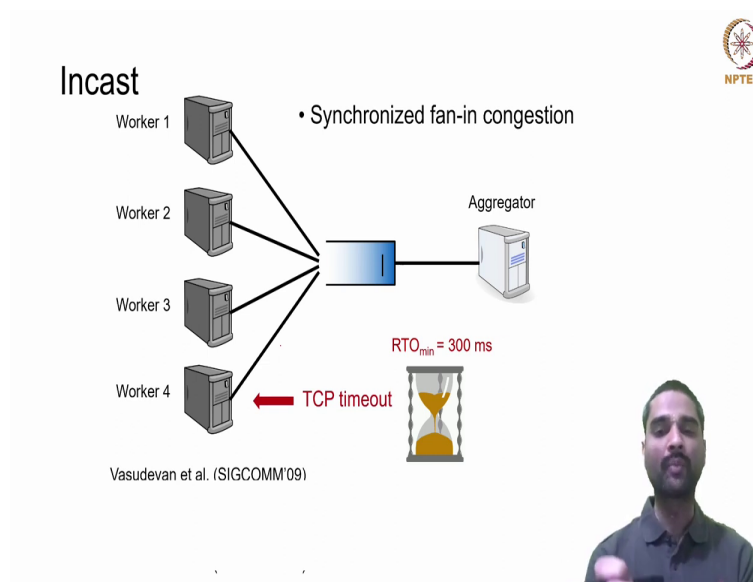 Incast
NPTE
Worker 1
• Synchronized fan-in congestion
Worker 2
Aggregator
Worker 3
RTOmin = 300 ms
Worker 4
TCP timeout
Vasudevan et al. (SIGCOMM'09)